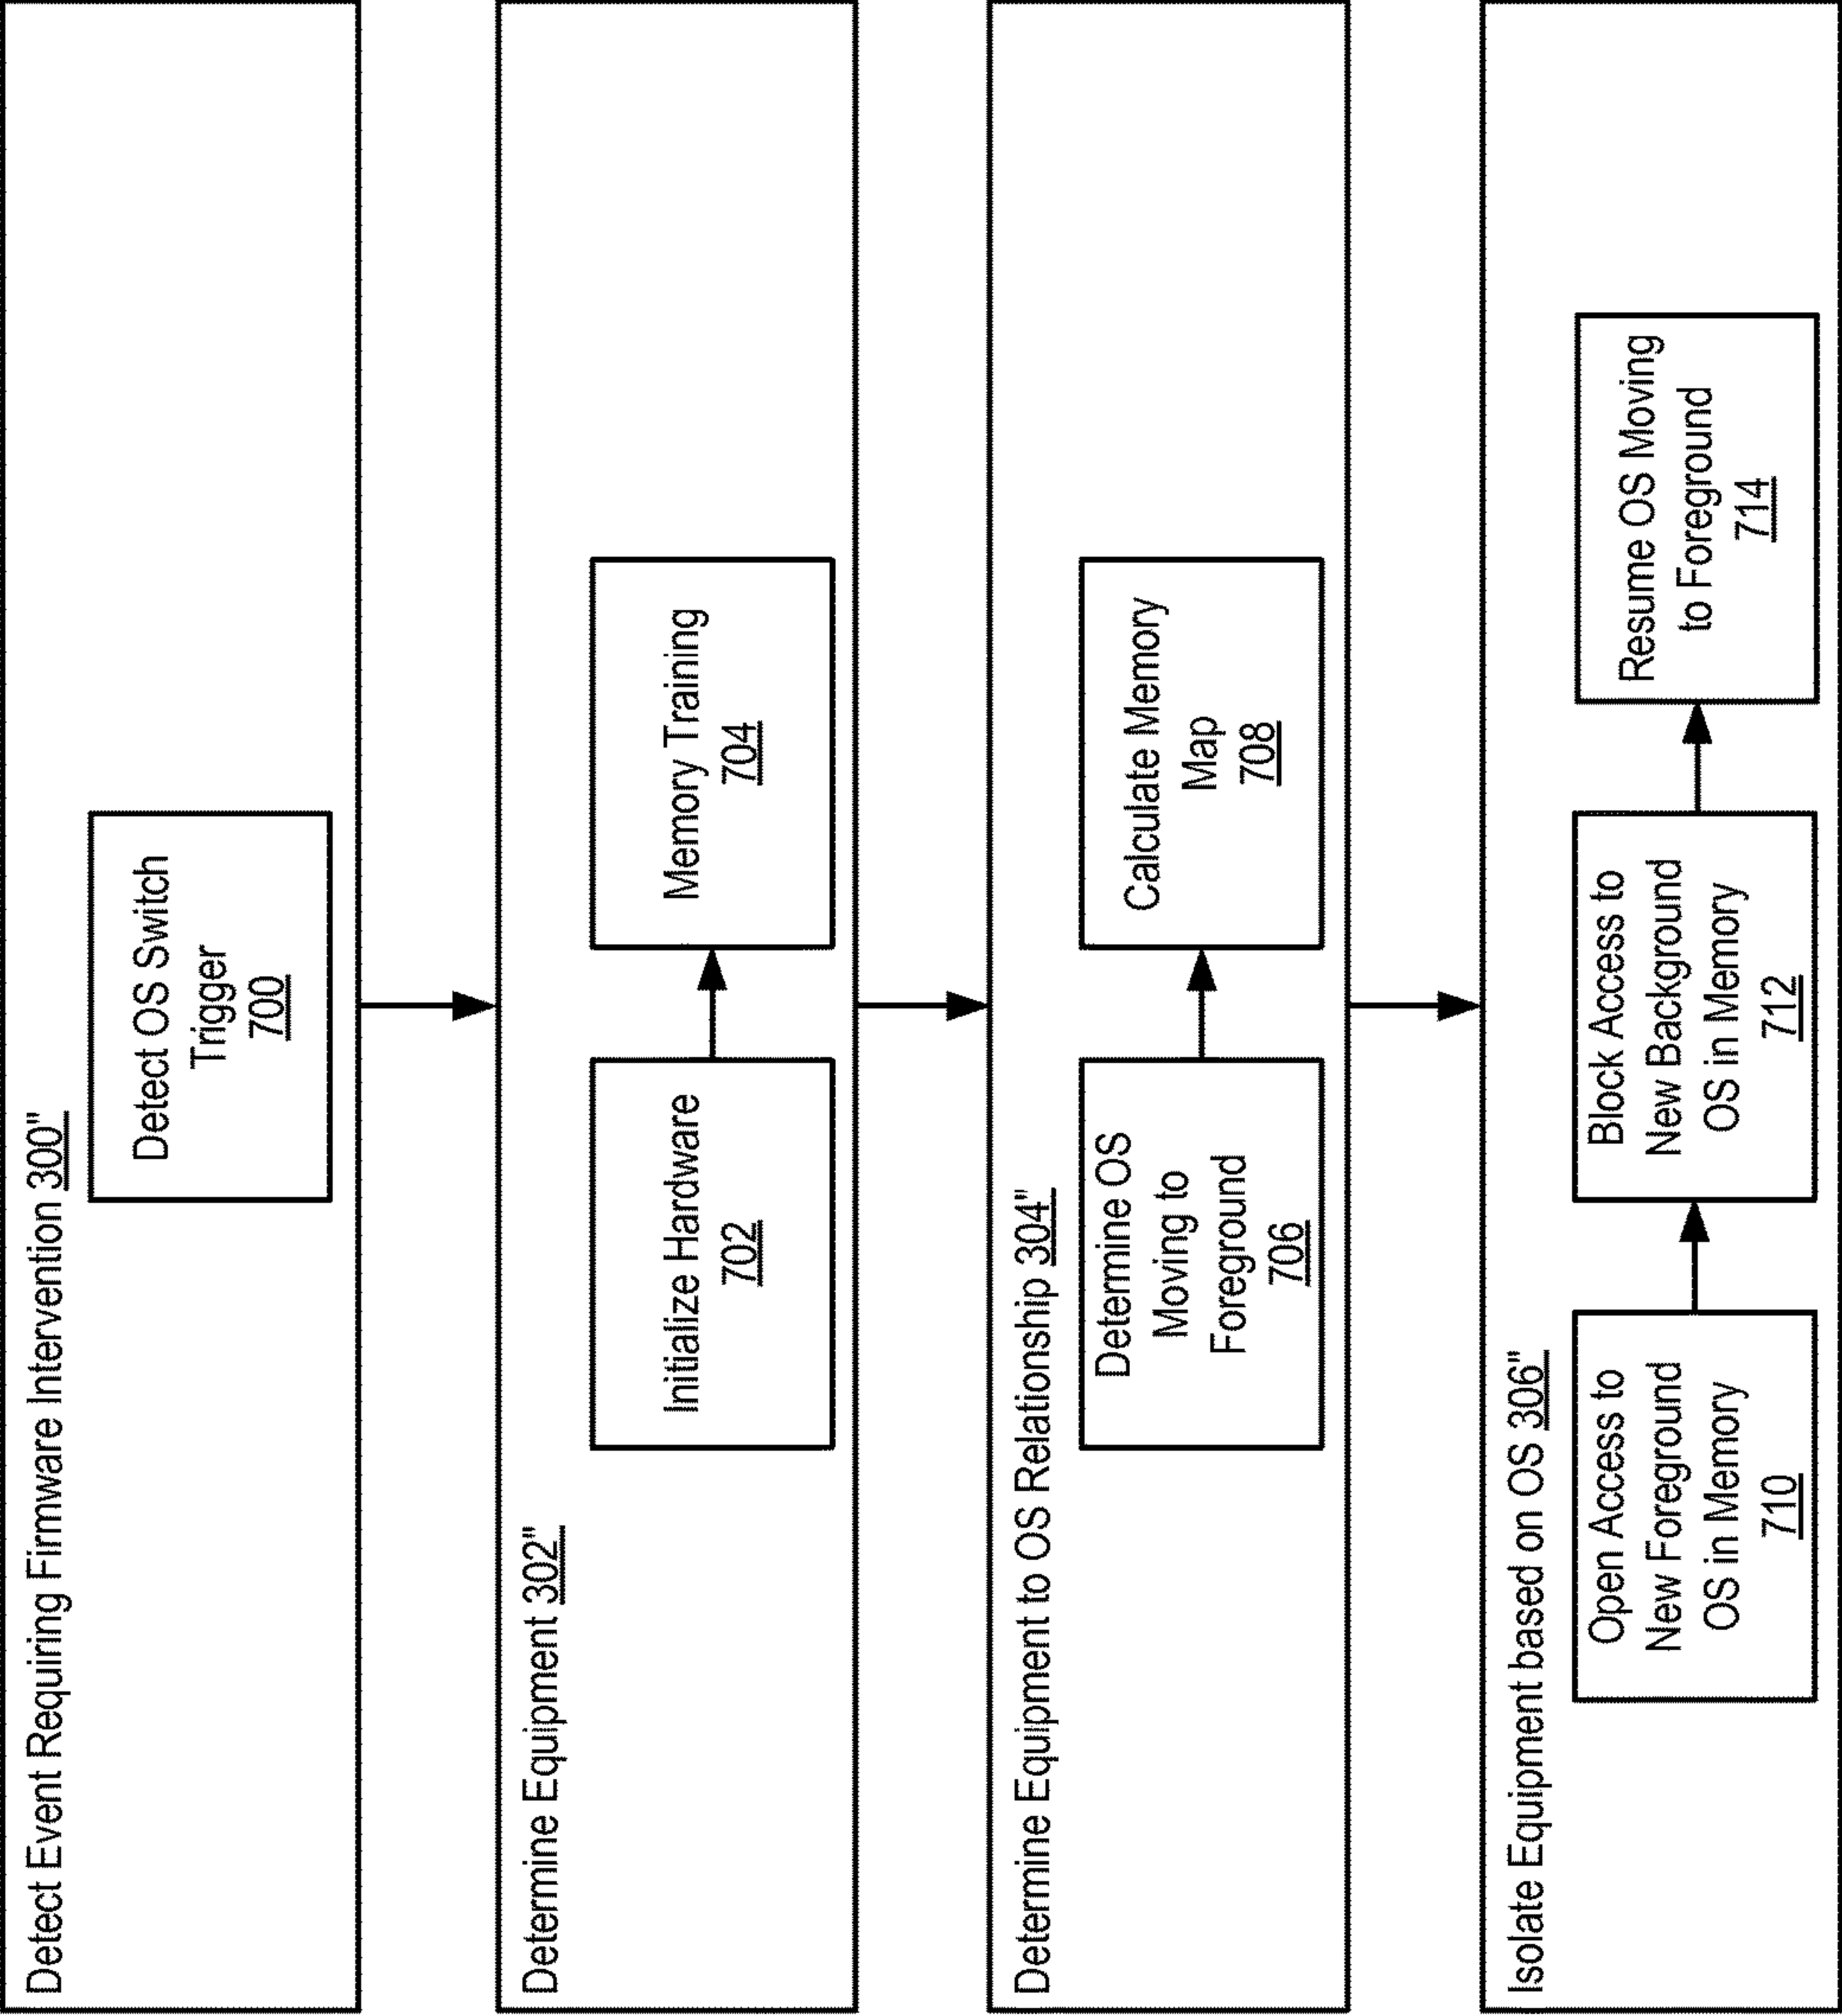 Detect Event Requiring Firmware Intervention 300"
Detect OS Switch
Trigger
700
Determine Equipment 302"
Initialize Hardware
702
Memory Training
704
Determine Equipment to OS Relationship 304"
Determine OS
Moving to
Foreground
706
Calculate Memory
Map
708
Isolate Equipment based on OS 306"
Open Access to
New Foreground
OS in Memory
710
Block Access to
New Background
OS in Memory
712
Resume OS Moving
to Foreground
714